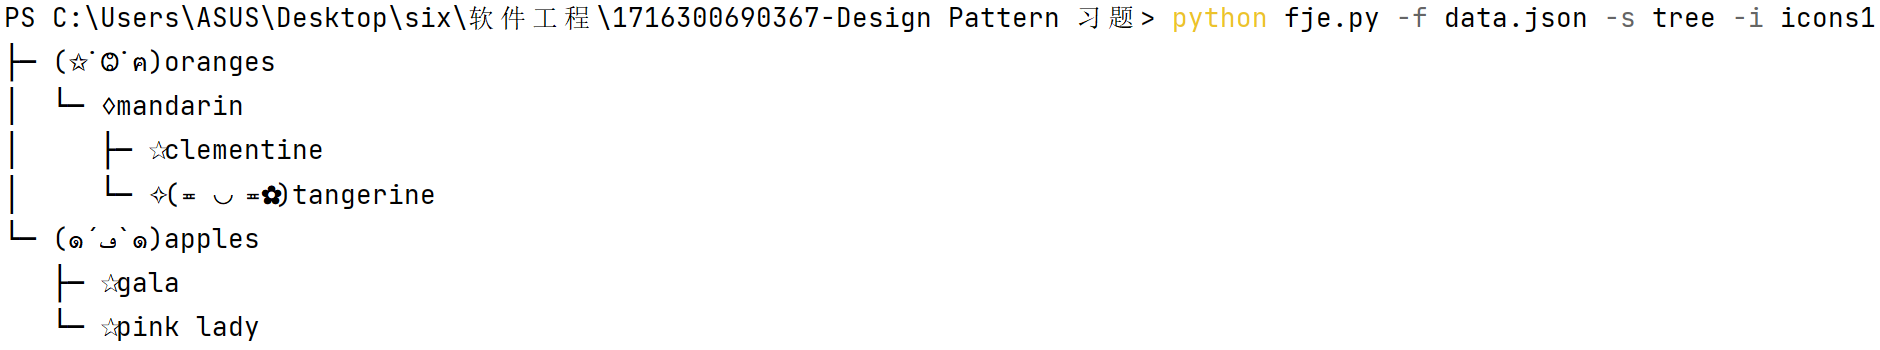 PS C:\Users\ASUS\Desktop\six\软件工程\1716300690367-Design Pattern 习题> python fje.py -f data.json -s tree -i icons1
├─ (✫˙❂˙ฅ)oranges
│  └─ ◊mandarin
│     ├─ ☆clementine
│     └─ ✧(≖ ◡ ≖✿)tangerine
└─ (๑´ڡ`๑)apples
   ├─ ☆gala
   └─ ☆pink lady